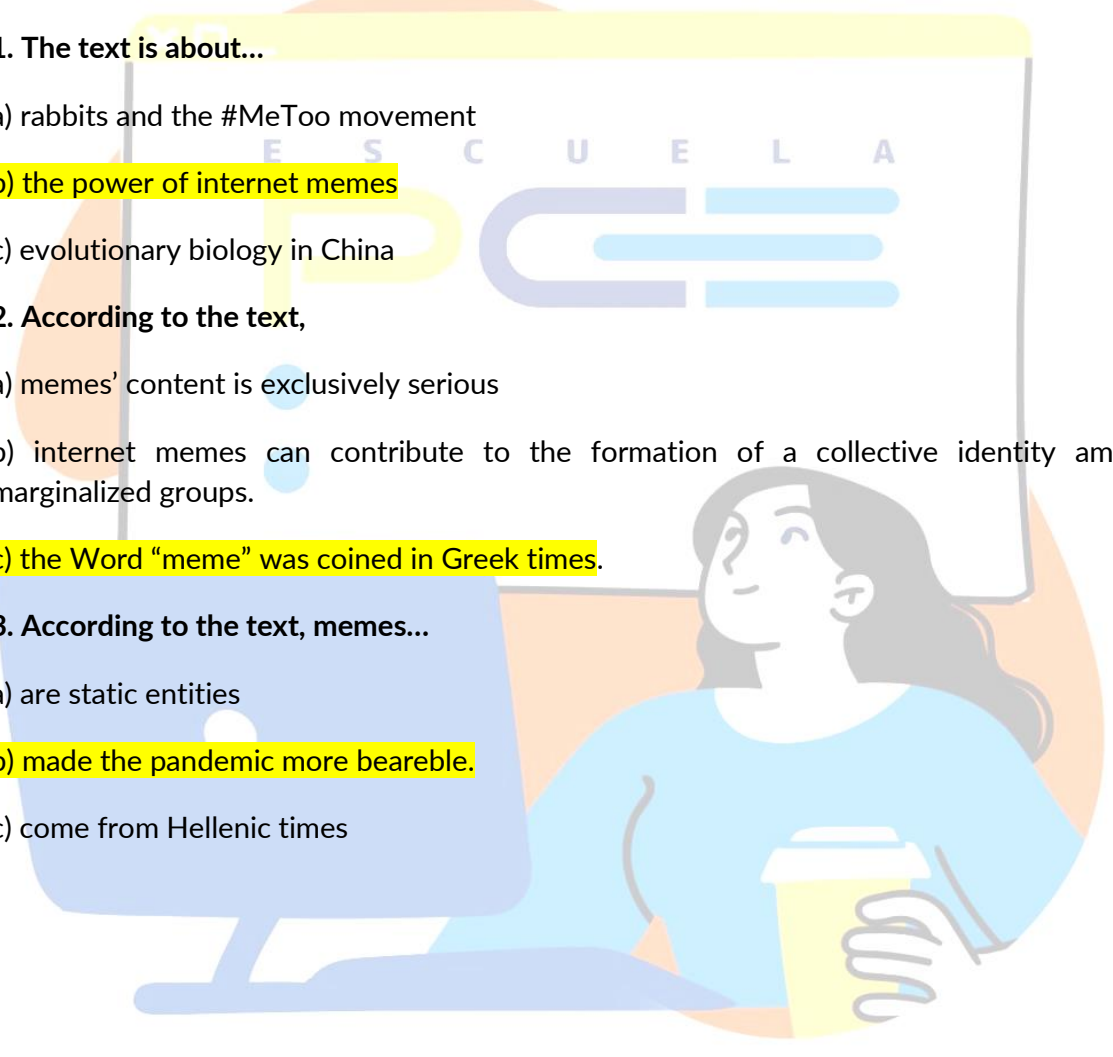 1. The text is about...
a) rabbits and the #MeToo movement
E S C U E L A
b) the power of internet memes
PCE
c) evolutionary biology in China
2. According to the text,
a) memes’ content is exclusively serious
b) internet memes can contribute to the formation of a collective identity am
marginalized groups.
c) the Word “meme” was coined in Greek times.
3. According to the text, memes...
a) are static entities
b) made the pandemic more beareble.
c) come from Hellenic times